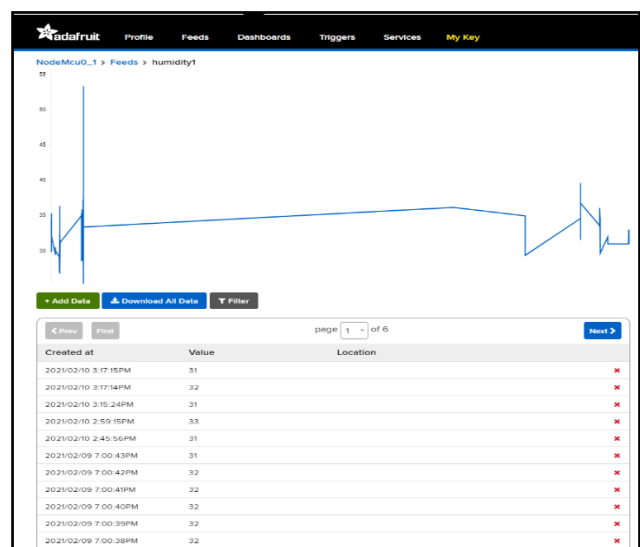 adafruit Profile Feeds Dashboards Triggers Services My Key
NodeMcu0_1 > Feeds > humidity1
55
50
45
40
35
30
+ Add Data Download All Data Filter
< Prev First page 1 of 6 Next >
Created at Value Location
2021/02/10 3:17:15PM 31 ×
2021/02/10 3:17:14PM 32 ×
2021/02/10 3:15:24PM 31 ×
2021/02/10 2:59:15PM 33 ×
2021/02/10 2:45:56PM 31 ×
2021/02/09 7:00:43PM 31 ×
2021/02/09 7:00:42PM 32 ×
2021/02/09 7:00:41PM 32 ×
2021/02/09 7:00:40PM 32 ×
2021/02/09 7:00:39PM 32 ×
2021/02/09 7:00:38PM 32 ×